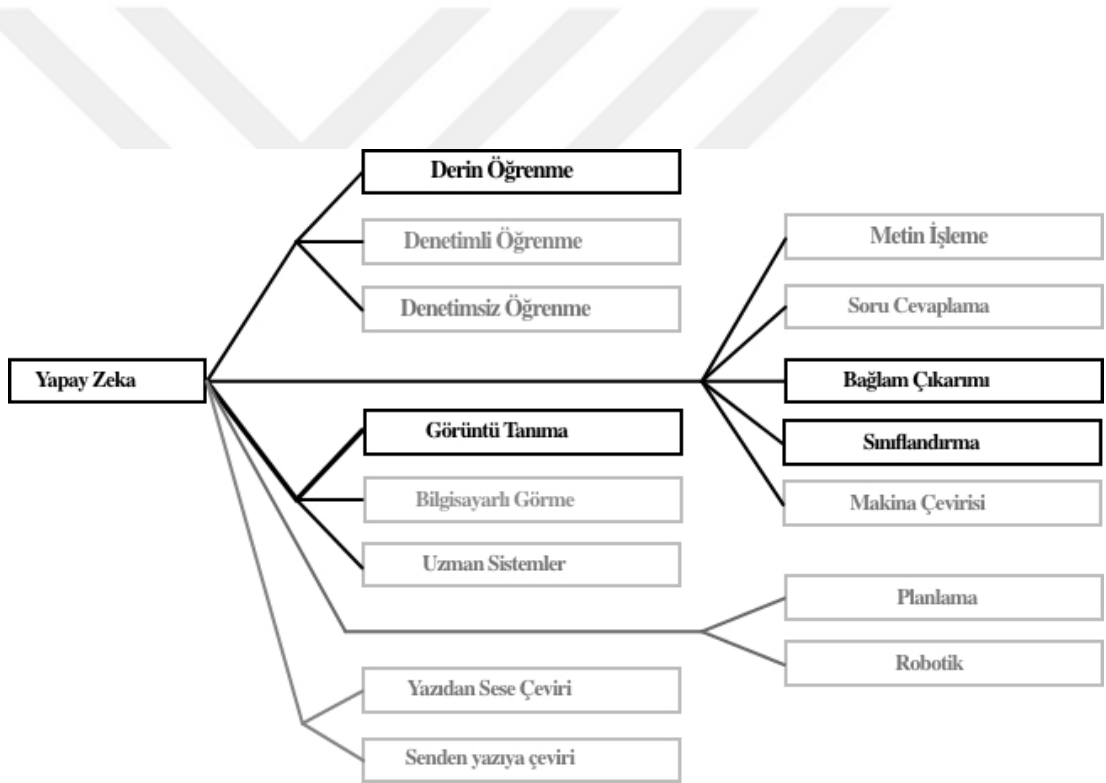 Derin Öğrenme
Denetimli Öğrenme
Denetimsiz Öğrenme
Metin İşleme
Soru Cevaplama
Yapay Zeka
Bağlam Çıkarımı
Görüntü Tanıma
Sınıflandırma
Bilgisayarlı Görme
Makina Çevirisi
Uzman Sistemler
Planlama
Robotik
Yazıdan Sese Çeviri
Senden yazıya çeviri